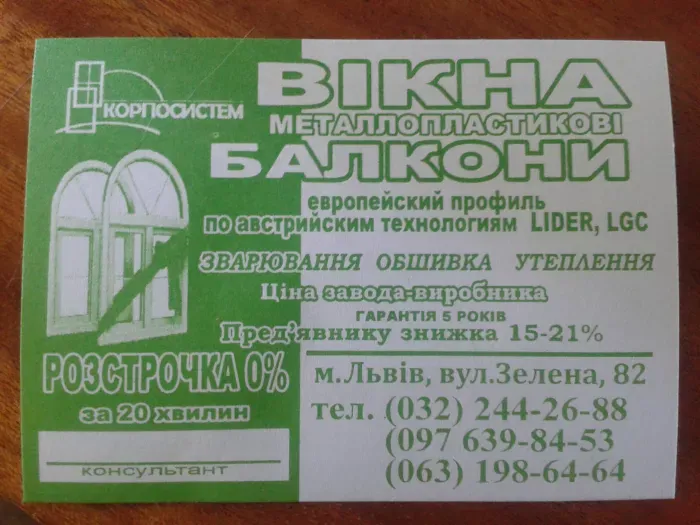 КОРПОСИСТЕМ
ВІКНА
МЕТАЛЛОПЛАСТИКОВІ
БАЛКОНИ
европейский профиль
по австрийским технологиям LIDER, LGC
ЗВАРЮВАННЯ ОБШИВКА УТЕПЛЕННЯ
Ціна завода-виробника
ГАРАНТІЯ 5 РОКІВ
Пред'явнику знижка 15-21%
РОЗСТРОЧКА 0%
за 20 хвилин
консультант
м.Львів, вул.Зелена, 82
тел. (032) 244-26-88
(097 639-84-53
(063) 198-64-64